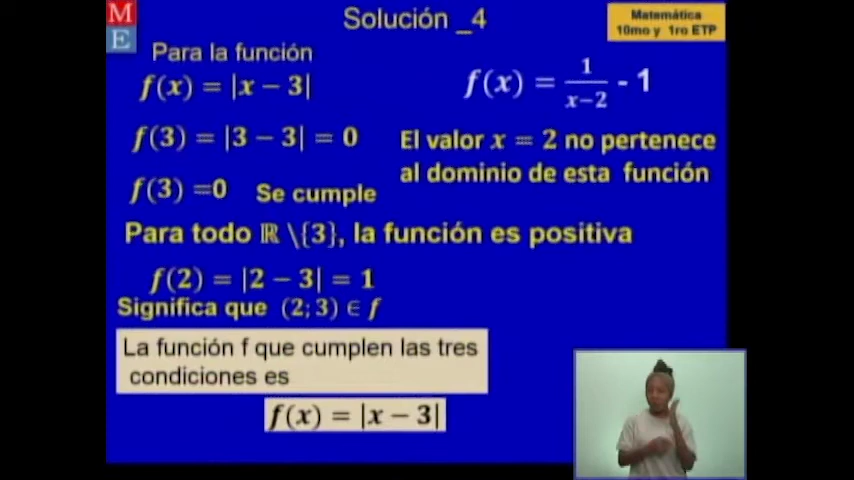 M
E
Solución _4
Matemática
10mo y 1ro ETP
Para la función
f(x) = |x − 3|
f(x) = 1/(x−2) - 1
f(3) = |3 − 3| = 0
El valor x = 2 no pertenece
al dominio de esta función
f(3) =0 Se cumple
Para todo ℝ \{3}, la función es positiva
f(2) = |2 − 3| = 1
Significa que (2; 3) ∈ f
La función f que cumplen las tres
condiciones es
f(x) = |x − 3|